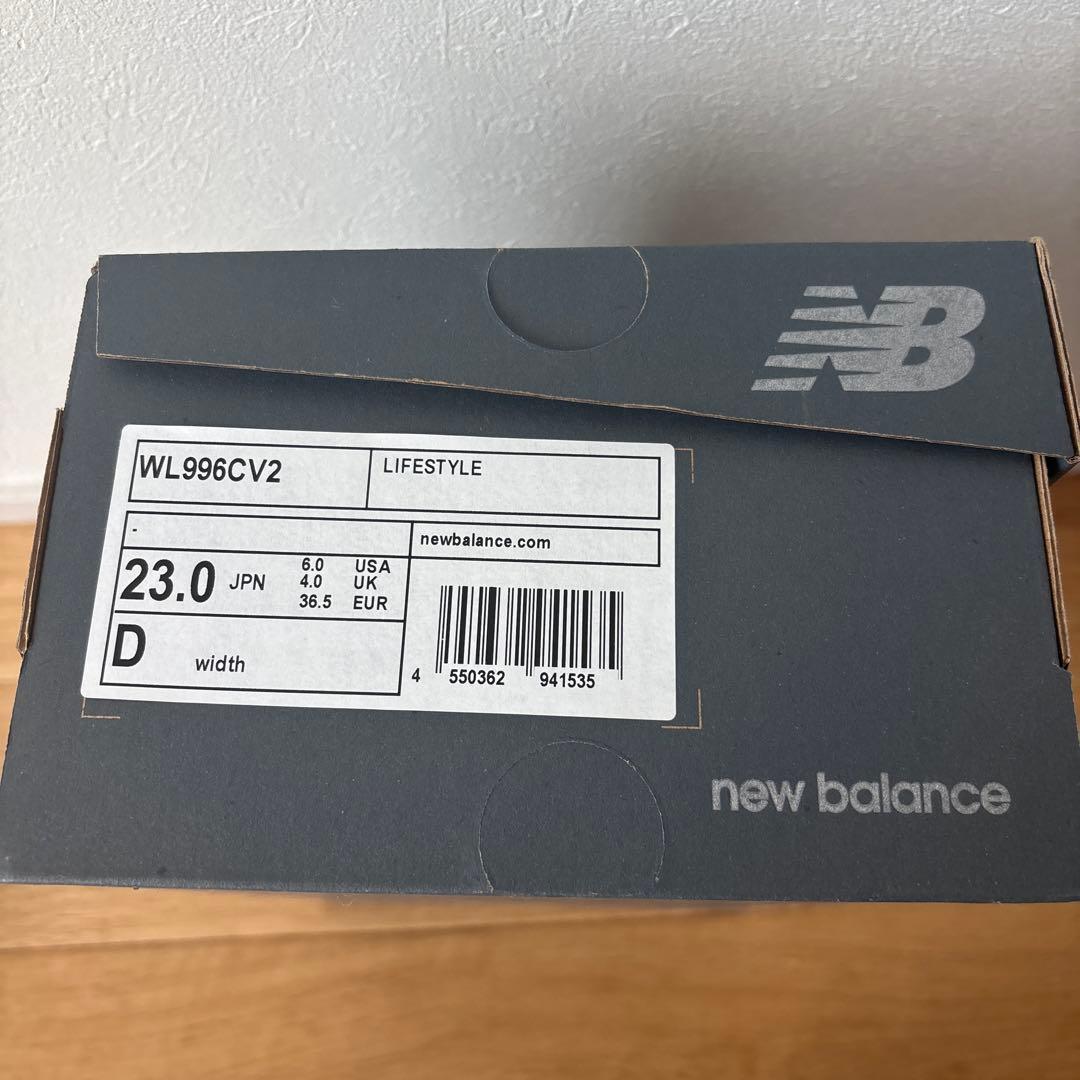 NB
WL996CV2
LIFESTYLE
-
newbalance.com
23.0 JPN
6.0 USA
4.0 UK
36.5 EUR
D width
4 550362 941535
new balance